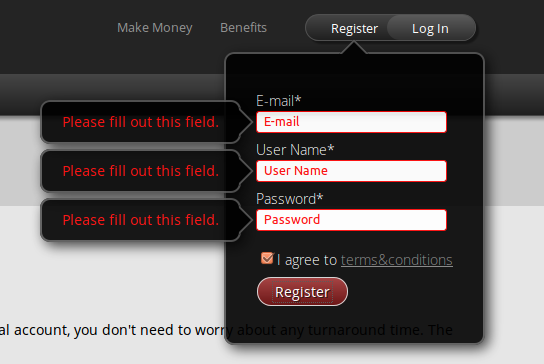 Make Money Benefits Register Log In
E-mail*
Please fill out this field. E-mail
User Name*
Please fill out this field. User Name
Password*
Please fill out this field. Password
I agree to terms&conditions
Register
al account, you don't need to worry about any turnaround time. The